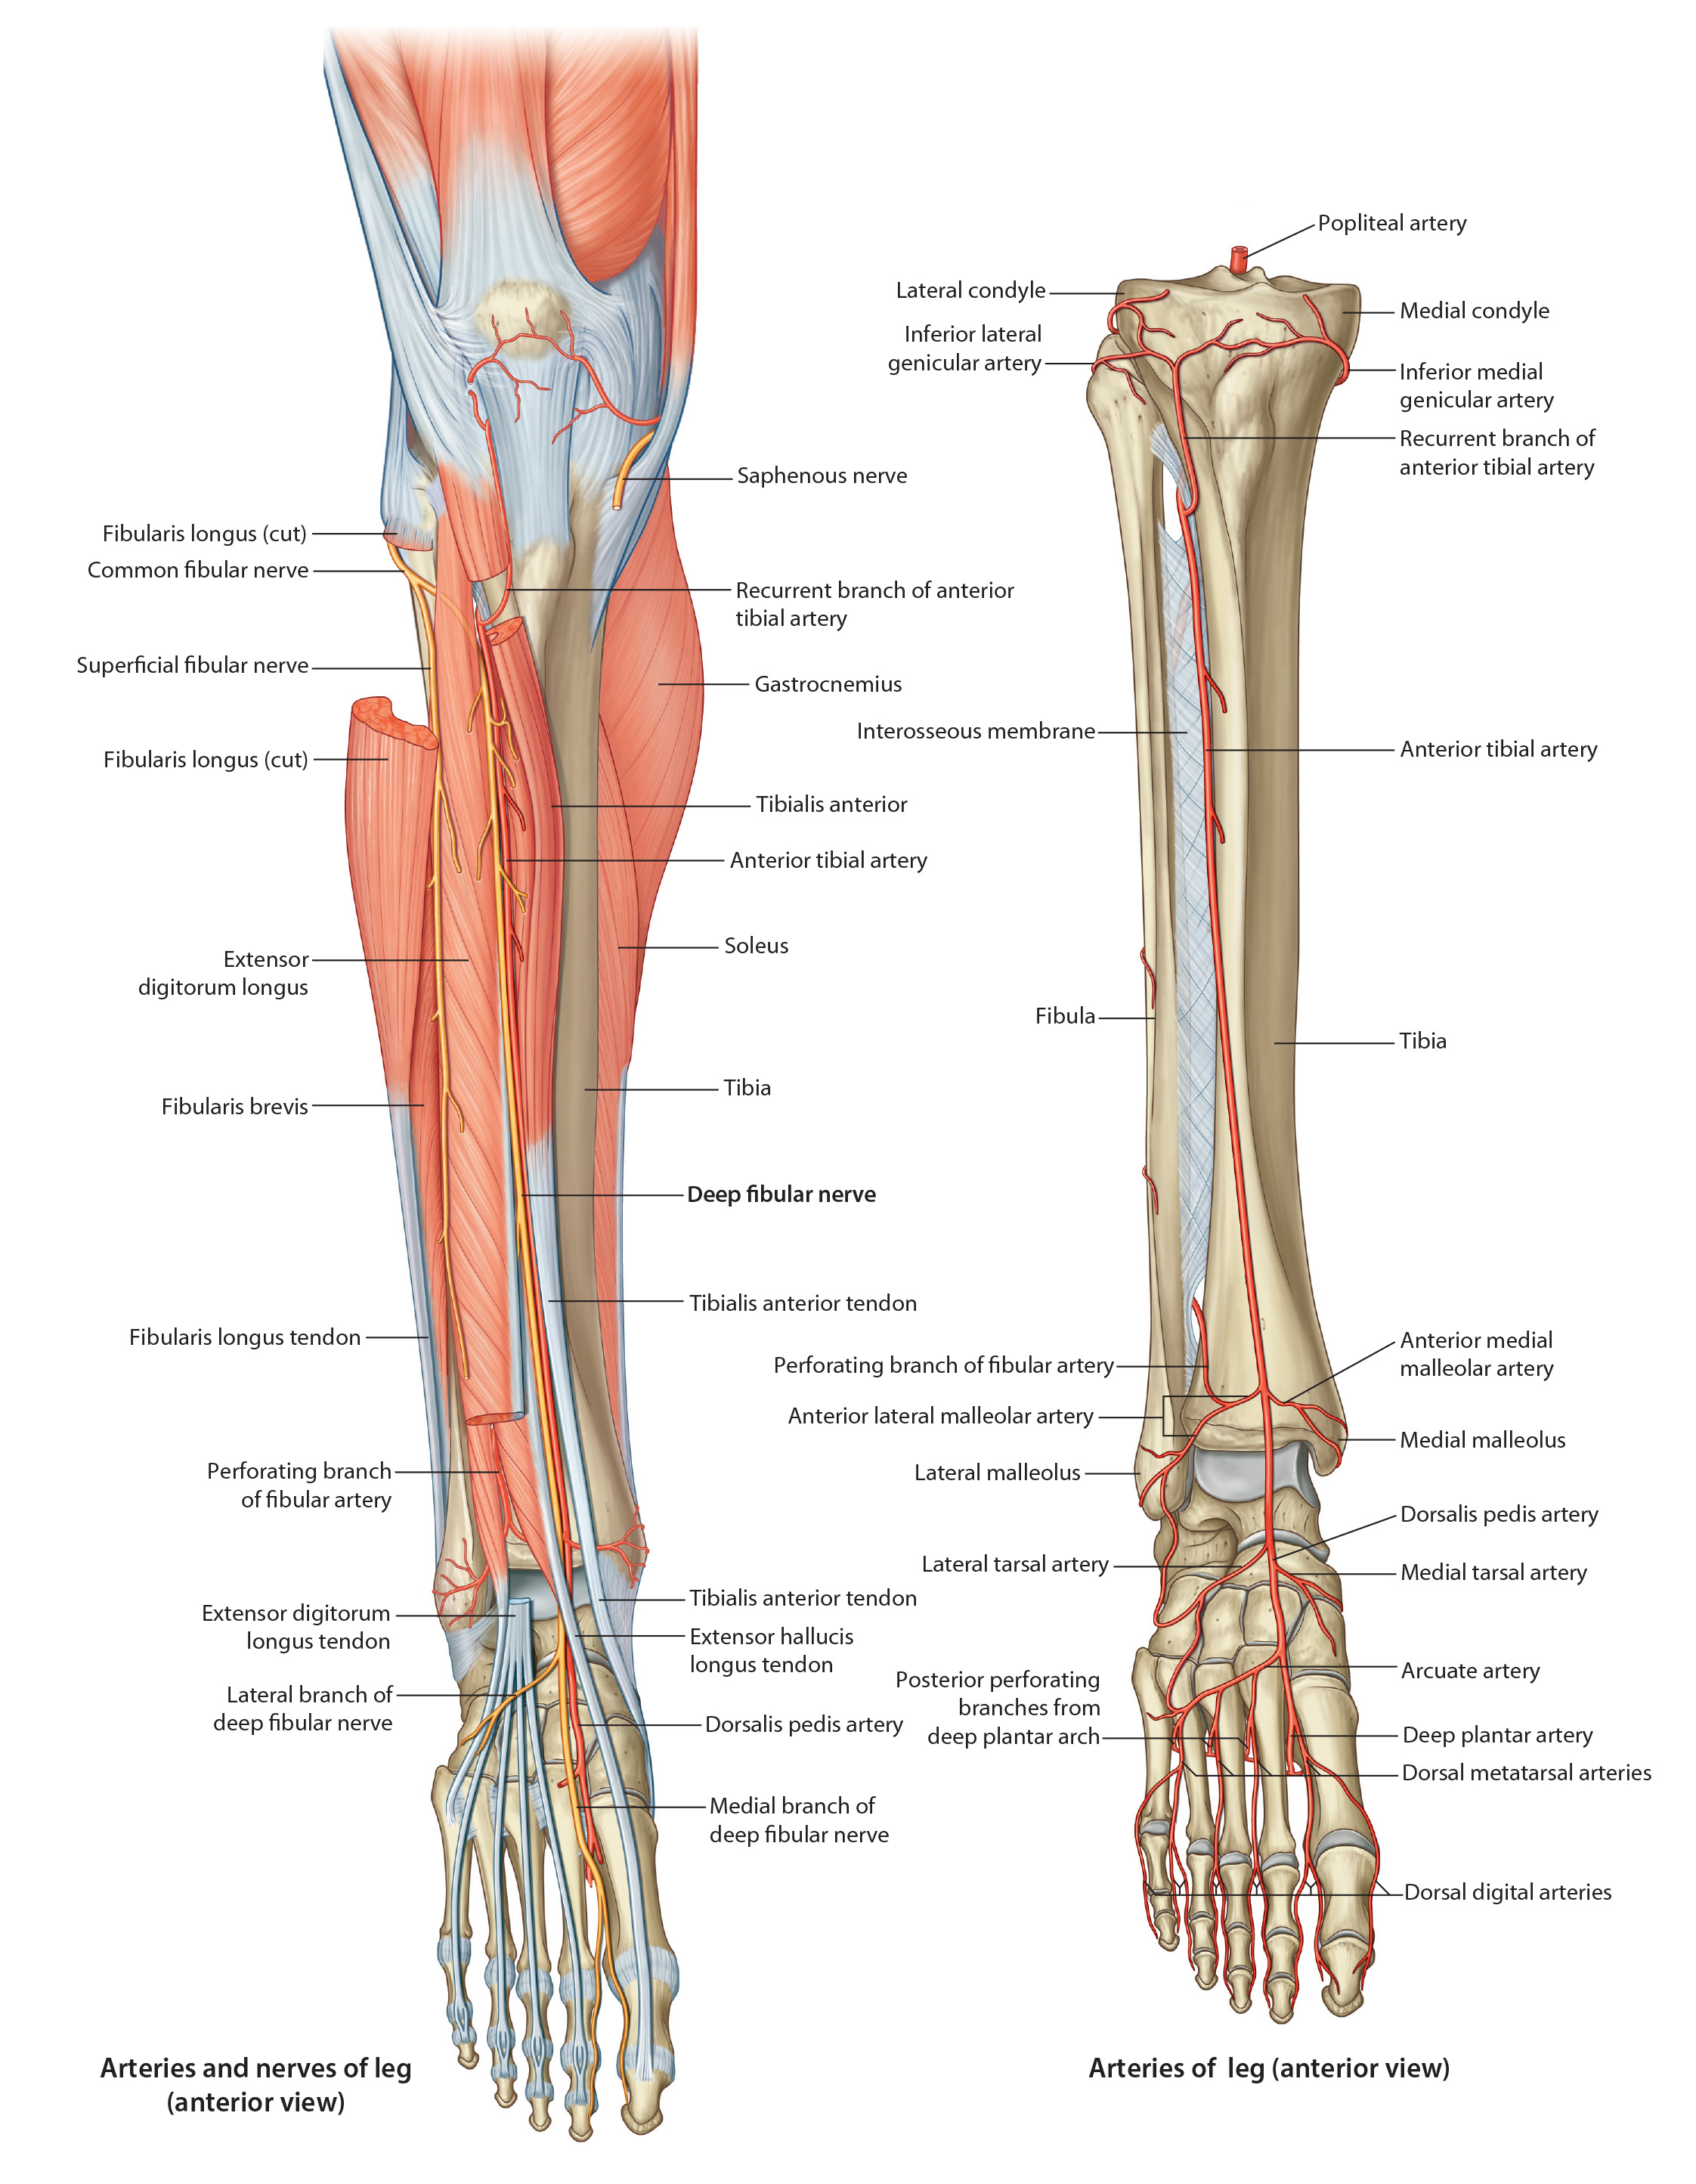 Fibularis longus (cut)
Common fibular nerve
Superficial fibular nerve
Fibularis longus (cut)
Extensor
digitorum longus
Fibularis brevis
Fibularis longus tendon
Perforating branch
of fibular artery
Extensor digitorum
longus tendon
Lateral branch of
deep fibular nerve
Saphenous nerve
Recurrent branch of anterior
tibial artery
Gastrocnemius
Tibialis anterior
Anterior tibial artery
Soleus
Tibia
Deep fibular nerve
Tibialis anterior tendon
Tibialis anterior tendon
Extensor hallucis
longus tendon
Dorsalis pedis artery
Medial branch of
deep fibular nerve
Arteries and nerves of leg
(anterior view)
Lateral condyle
Inferior lateral
genicular artery
Interosseous membrane
Fibula
Perforating branch of fibular artery
Anterior lateral malleolar artery
Lateral malleolus
Lateral tarsal artery
Posterior perforating
branches from
deep plantar arch
Popliteal artery
Medial condyle
Inferior medial
genicular artery
Recurrent branch of
anterior tibial artery
Anterior tibial artery
Tibia
Anterior medial
malleolar artery
Medial malleolus
Dorsalis pedis artery
Medial tarsal artery
Arcuate artery
Deep plantar artery
Dorsal metatarsal arteries
Dorsal digital arteries
Arteries of leg (anterior view)